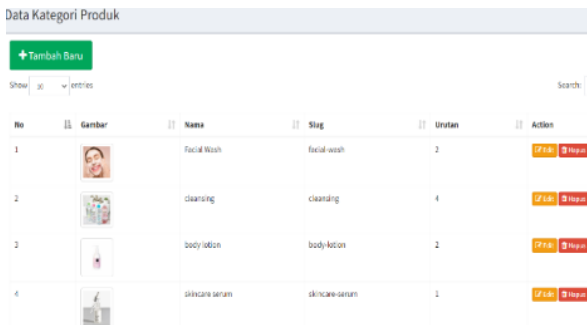 Data Kategori Produk
+Tambah Baru
Show 10 entries Search:
No Gambar Nama Slug Urutan Action
1 Facial Wash facial-wash 2 Edit Hapus
2 cleansing cleansing 4 Edit Hapus
3 body lotion body-lotion 2 Edit Hapus
4 skincare serum skincare-serum 1 Edit Hapus